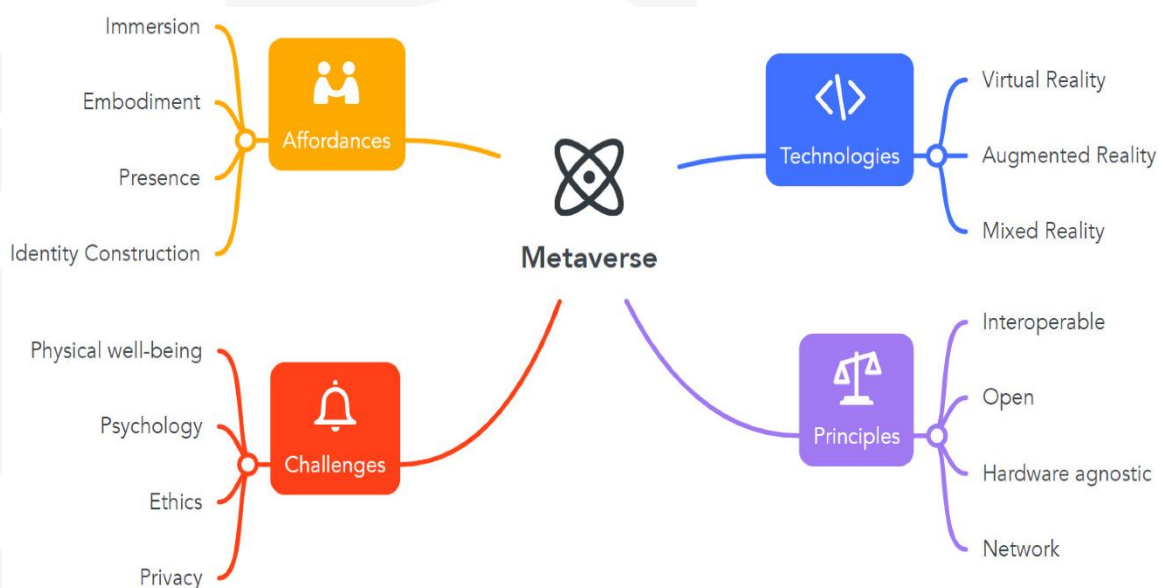 Immersion
Embodiment
Presence
Identity Construction
Affordances
Metaverse
Technologies
Virtual Reality
Augmented Reality
Mixed Reality
Physical well-being
Psychology
Ethics
Privacy
Challenges
Principles
Interoperable
Open
Hardware agnostic
Network